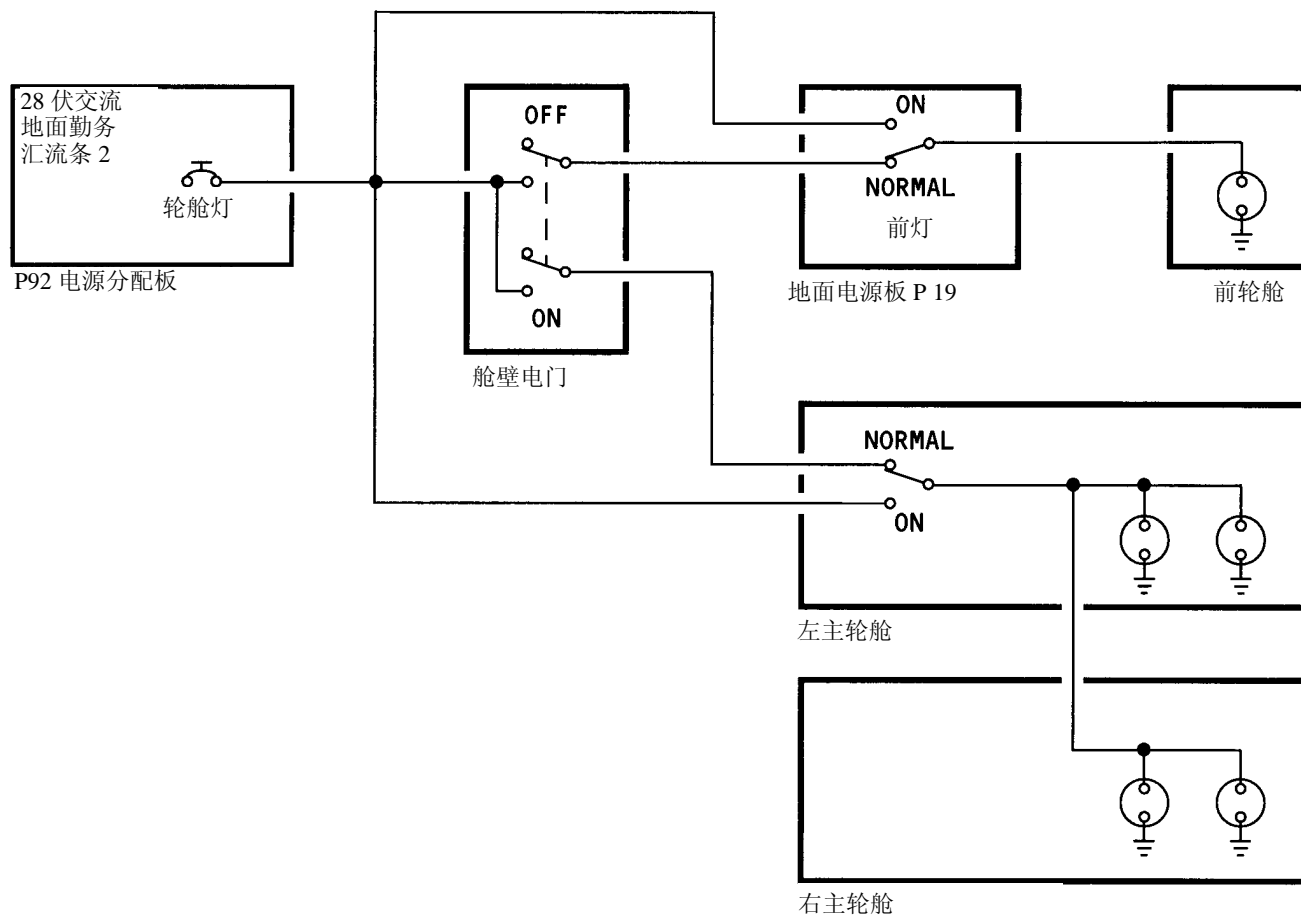 28 伏交流
地面勤务
汇流条 2
轮舱灯
P92 电源分配板
OFF
ON
舱壁电门
ON
NORMAL
前灯
地面电源板 P 19
前轮舱
NORMAL
ON
左主轮舱
右主轮舱